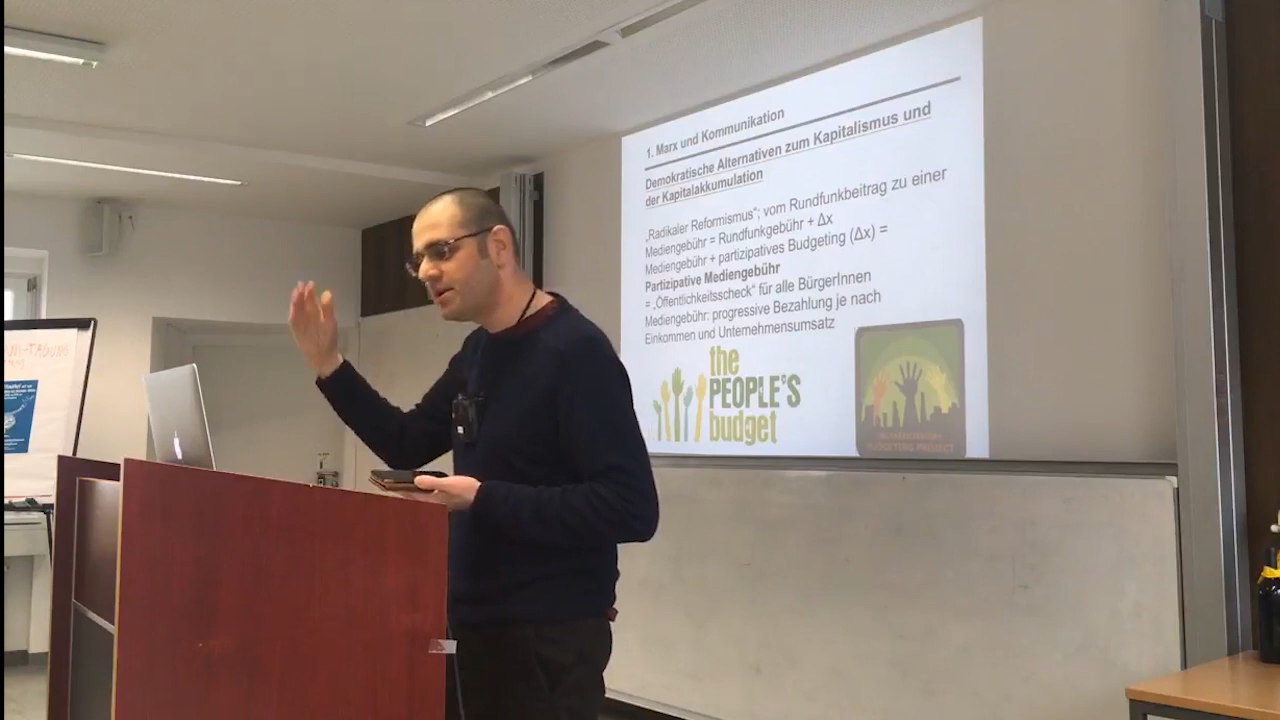 1. Marx und Kommunikation
Demokratische Alternativen zum Kapitalismus und
der Kapitalakkumulation
„Radikaler Reformismus“; vom Rundfunkbeitrag zu einer
Mediengebühr = Rundfunkgebühr + Δx
Mediengebühr + partizipatives Budgeting (Δx) =
Partizipative Mediengebühr
= „Öffentlichkeitsscheck“ für alle BürgerInnen
Mediengebühr: progressive Bezahlung je nach
Einkommen und Unternehmensumsatz
the
PEOPLE'S
budget
BUDGETING PROJECT